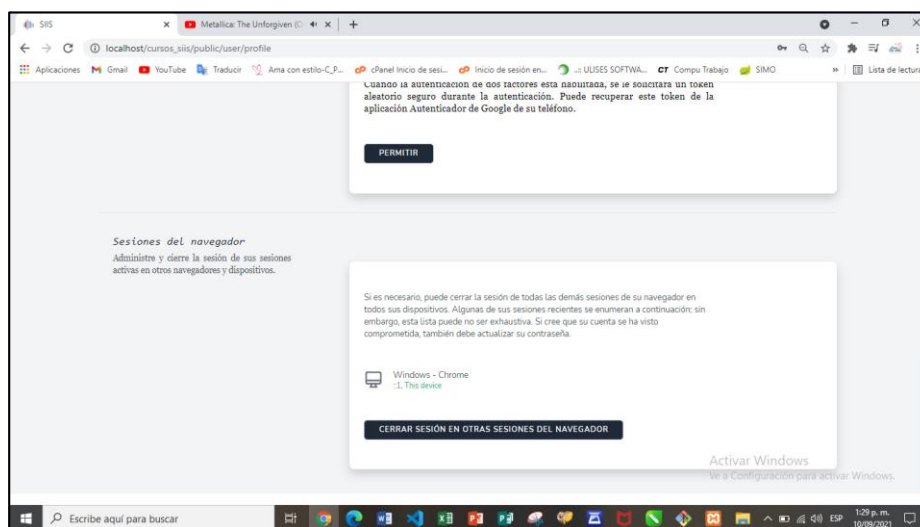 SIIS
Metallica: The Unforgiven (O
localhost/cursos_siis/public/user/profile
Aplicaciones Gmail YouTube Traducir Ama con estilo-C_P... cPanel Inicio de sesi... Inicio de sesión en... ..:: ULISES SOFTWA... CT Compu Trabajo SIMO » Lista de lectura
Cuando la autenticación de dos factores está habilitada, se le solicitará un token
aleatorio seguro durante la autenticación. Puede recuperar este token de la
aplicación Autenticador de Google de su teléfono.
PERMITIR
Sesiones del navegador
Administre y cierre la sesión de sus sesiones
activas en otros navegadores y dispositivos.
Si es necesario, puede cerrar la sesión de todas las demás sesiones de su navegador en
todos sus dispositivos. Algunas de sus sesiones recientes se enumeran a continuación; sin
embargo, esta lista puede no ser exhaustiva. Si cree que su cuenta se ha visto
comprometida, también debe actualizar su contraseña.
Windows - Chrome
::1, This device
CERRAR SESIÓN EN OTRAS SESIONES DEL NAVEGADOR
Activar Windows
Ve a Configuración para activar Windows.
Escribe aquí para buscar
ESP
1:29 p. m.
10/09/2021